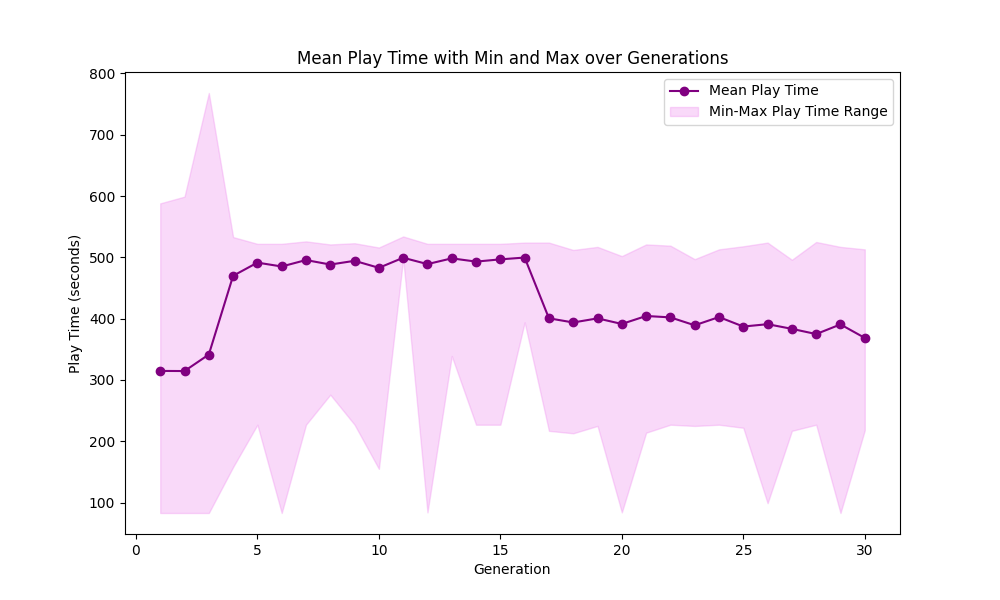 Mean Play Time with Min and Max over Generations
Mean Play Time
Min-Max Play Time Range
Play Time (seconds)
800
700
600
500
400
300
200
100
0 5 10 15 20 25 30
Generation